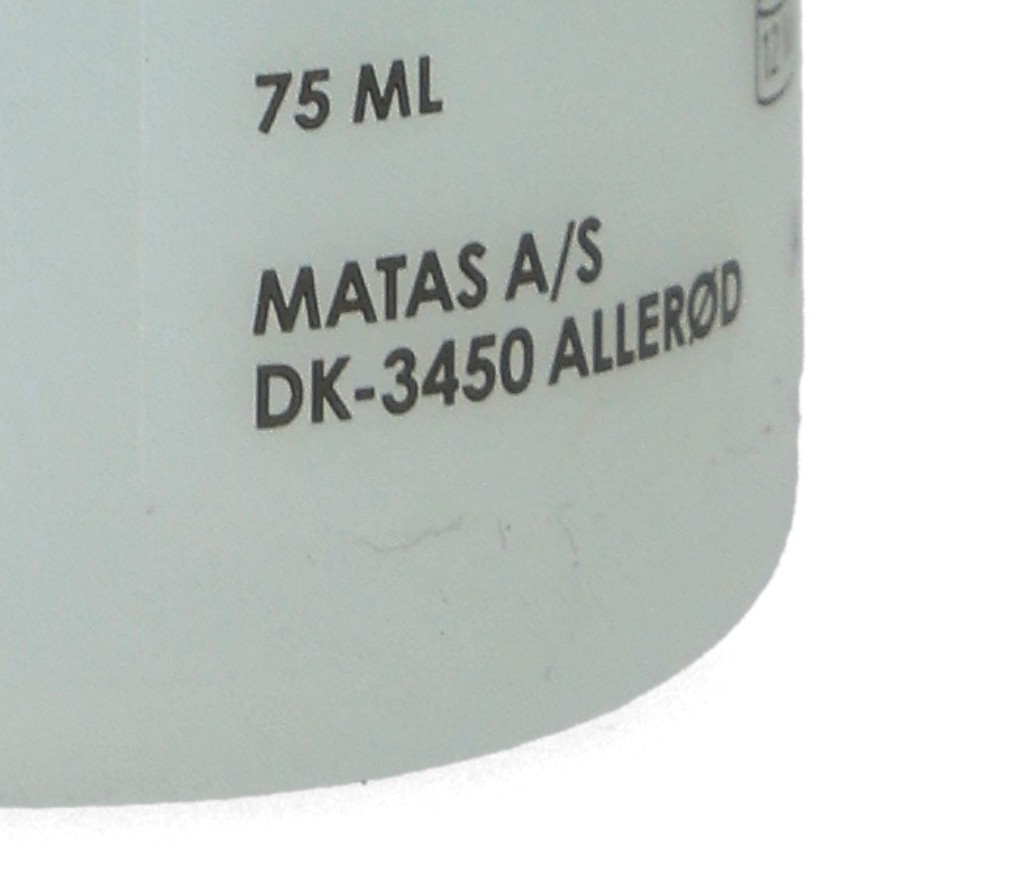 75 ML
MATAS A/S
DK-3450 ALLERØD